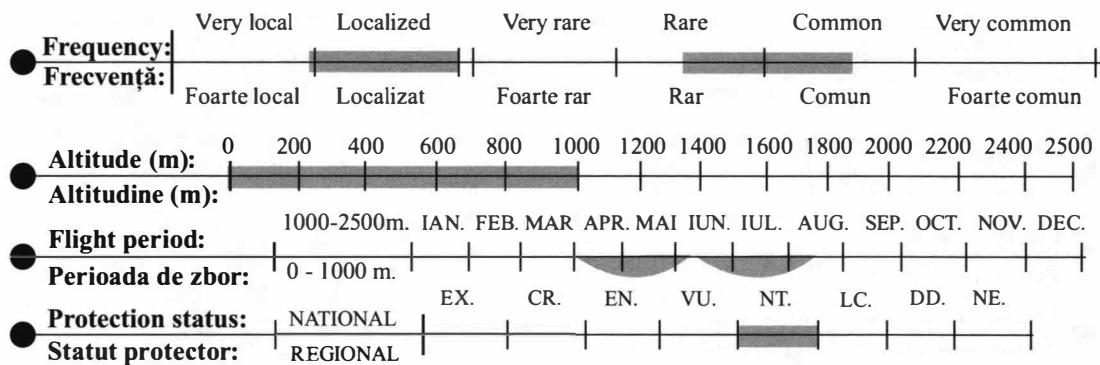 Very local Localized Very rare Rare Common Very common
Frequency:
Frecvență:
Foarte local Localizat Foarte rar Rar Comun Foarte comun
Altitude (m): 0 200 400 600 800 1000 1200 1400 1600 1800 2000 2200 2500
Altitudine (m):
Flight period: 1000-2500m. IAN. FEB. MAR APR. MAI IUN. IUL. AUG. SEP. OCT. NOV. DEC.
Perioada de zbor: 0 - 1000 m.
EX. CR. EN. VU. NT. LC. DD. NE.
Protection status: NATIONAL
Statut protector: REGIONAL